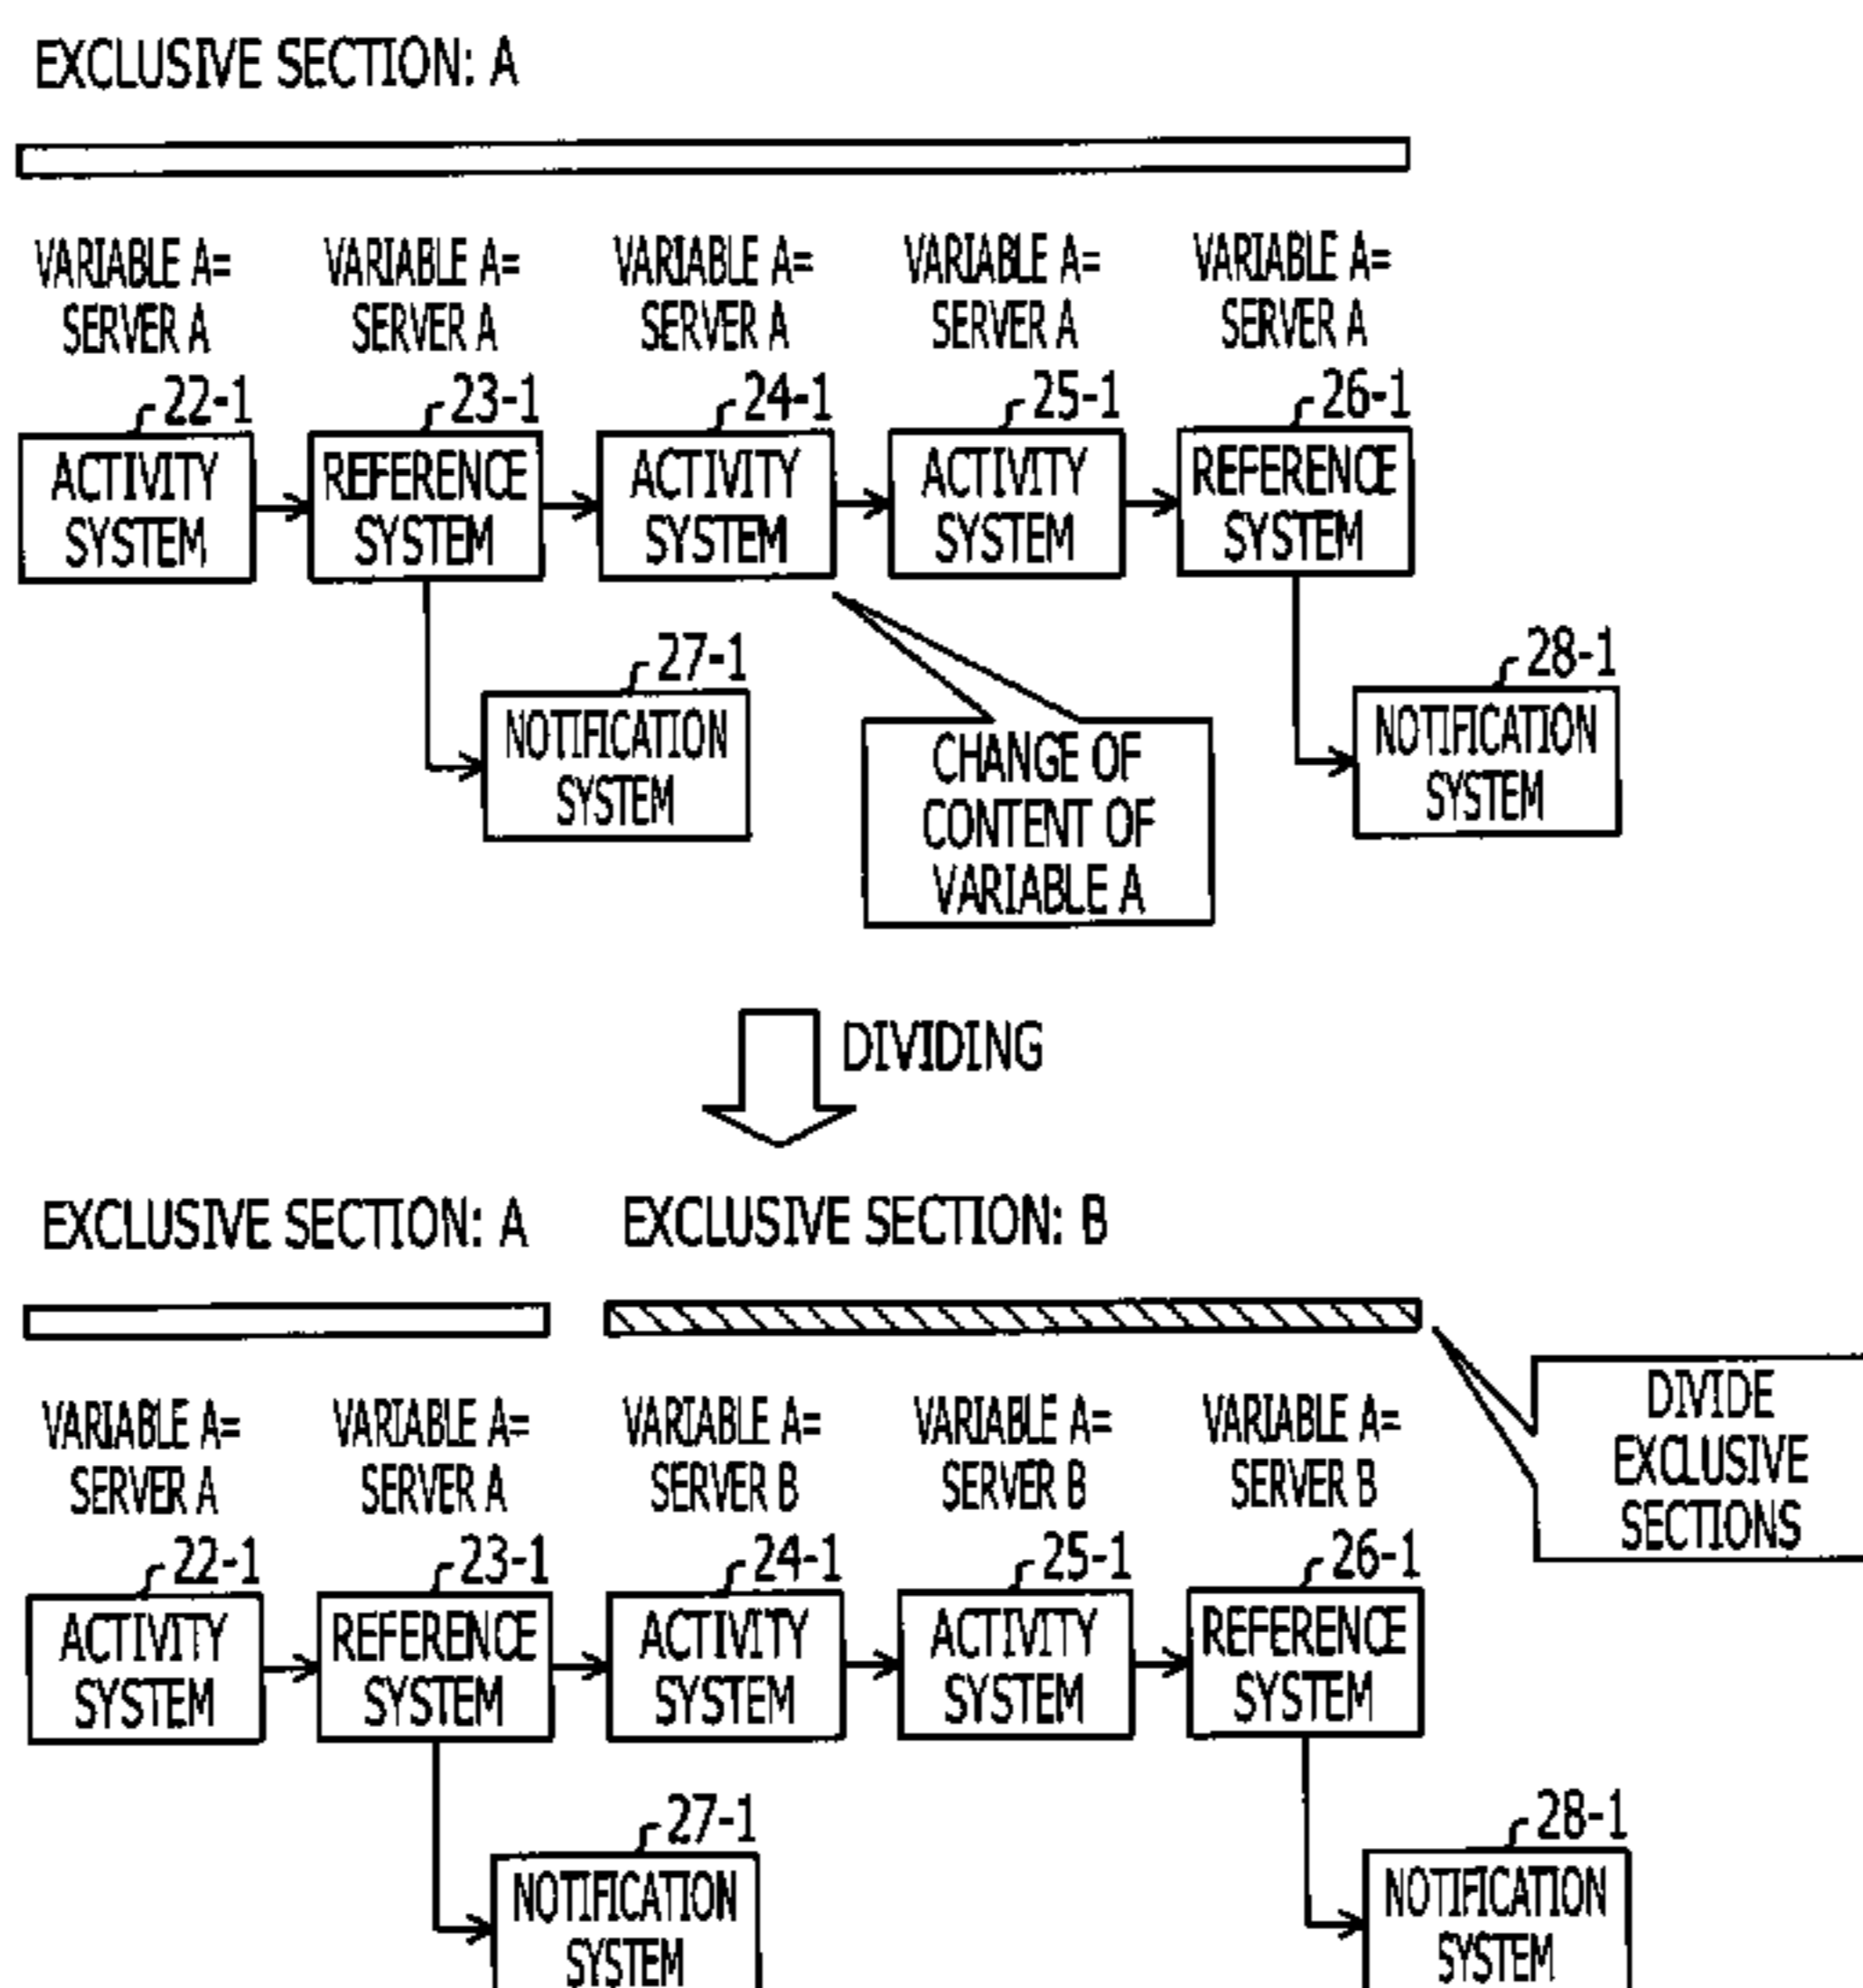 EXCLUSIVE SECTION: A
VARIABLE A=
SERVER A
VARIABLE A=
SERVER A
VARIABLE A=
SERVER A
VARIABLE A=
SERVER A
VARIABLE A=
SERVER A
22-1
23-1
24-1
25-1
26-1
ACTIVITY
SYSTEM
REFERENCE
SYSTEM
ACTIVITY
SYSTEM
ACTIVITY
SYSTEM
REFERENCE
SYSTEM
27-1
NOTIFICATION
SYSTEM
CHANGE OF
CONTENT OF
VARIABLE A
28-1
NOTIFICATION
SYSTEM
DIVIDING
EXCLUSIVE SECTION: A
EXCLUSIVE SECTION: B
DIVIDE
EXCLUSIVE
SECTIONS
VARIABLE A=
SERVER A
VARIABLE A=
SERVER A
VARIABLE A=
SERVER B
VARIABLE A=
SERVER B
VARIABLE A=
SERVER B
22-1
23-1
24-1
25-1
26-1
ACTIVITY
SYSTEM
REFERENCE
SYSTEM
ACTIVITY
SYSTEM
ACTIVITY
SYSTEM
REFERENCE
SYSTEM
27-1
NOTIFICATION
SYSTEM
28-1
NOTIFICATION
SYSTEM